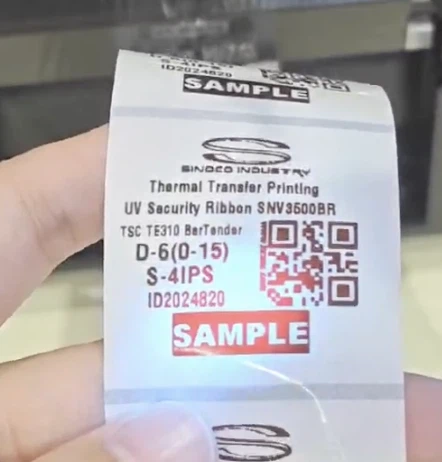 S-4IPS
ID2024820
SAMPLE
SINOCO INDUSTRY
Thermal Transfer Printing
UV Security Ribbon SNV3500BR
TSC TE310 BarTender
D-6(0-15)
S-4IPS
ID2024820
SAMPLE